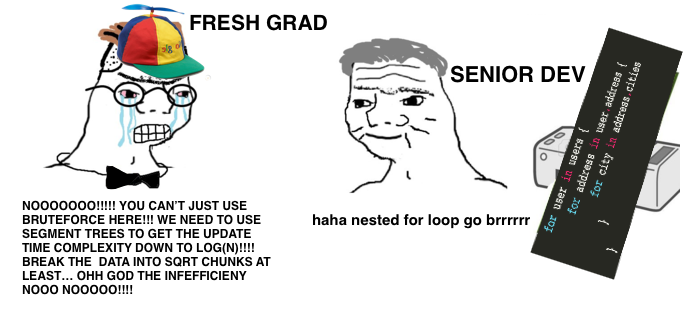 FRESH GRAD
SENIOR DEV
NOOOOOOO!!!!! YOU CAN'T JUST USE
BRUTEFORCE HERE!!! WE NEED TO USE
SEGMENT TREES TO GET THE UPDATE
TIME COMPLEXITY DOWN TO LOG(N)!!!!
BREAK THE DATA INTO SQRT CHUNKS AT
LEAST... OHH GOD THE INFEFFICIENY
NOOO NOOOOO!!!!
haha nested for loop go brrrrrr
for user in users {
for address in user.address {
for city in address.cities
}
}